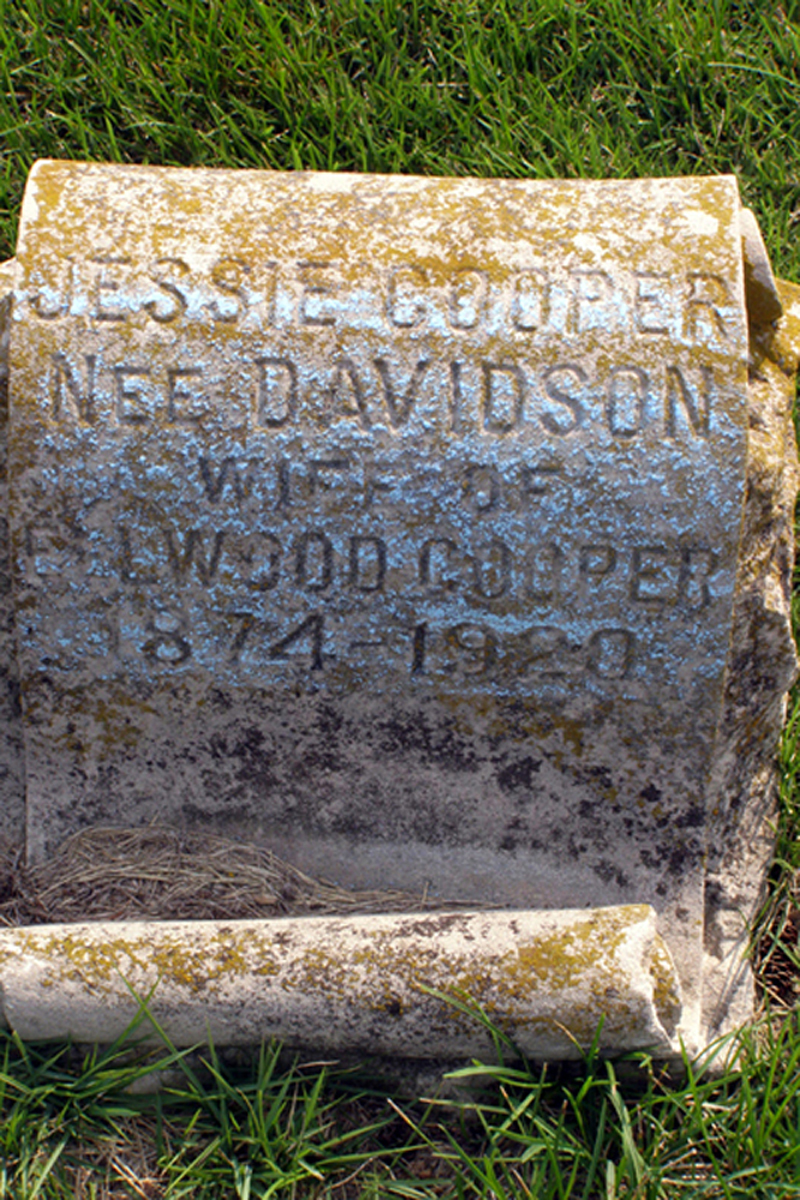 JESSIE COOPER
NEE DAVIDSON
WIFE OF
ELWOOD COOPER
1874-1920